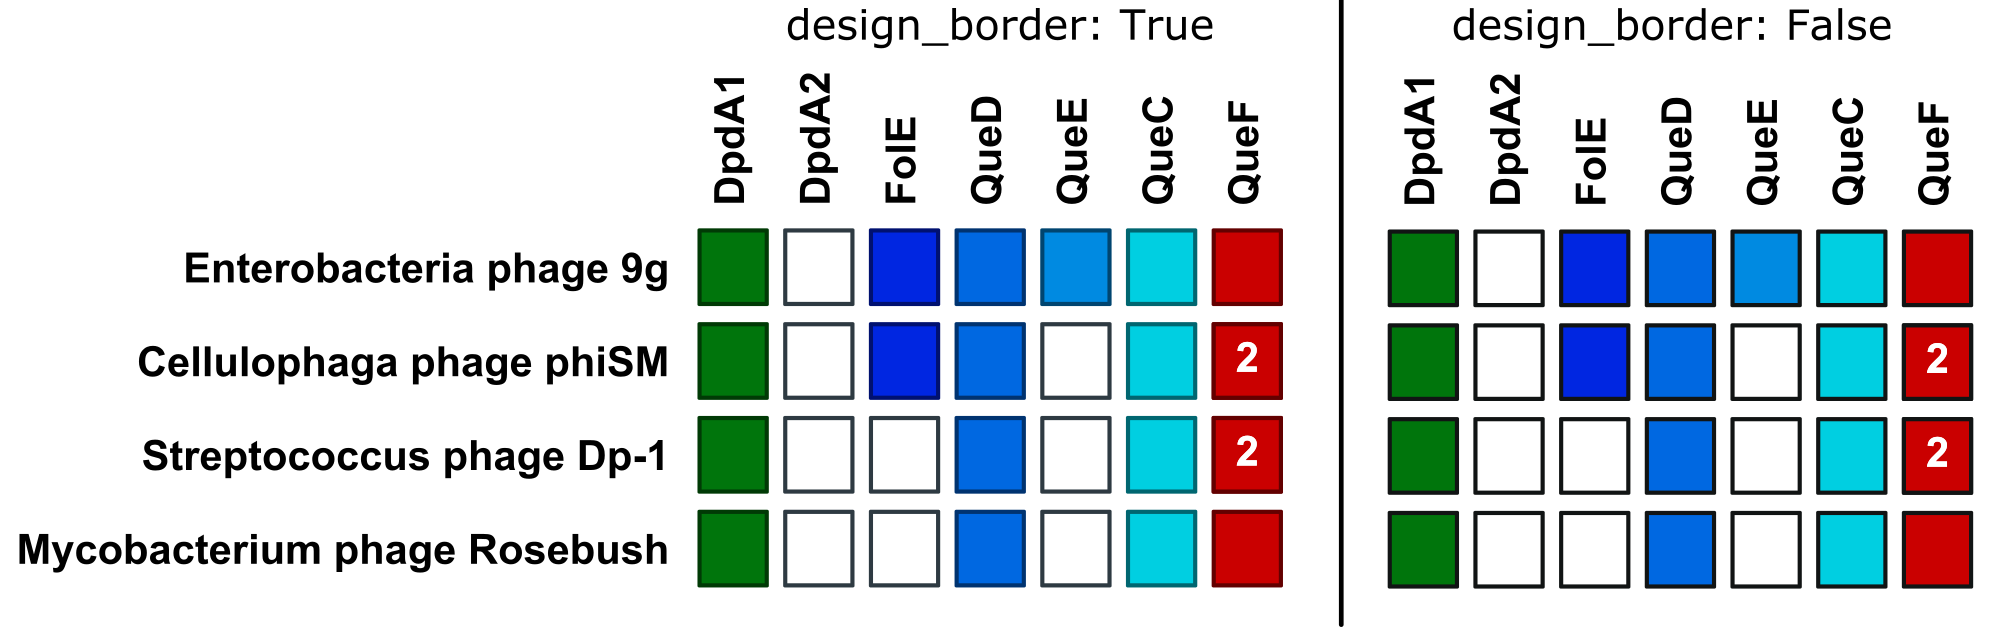 design_border: True
design_border: False
DpdA1 DpdA2 FolE QueD QueE QueC QueF
DpdA1 DpdA2 FolE QueD QueE QueC QueF
Enterobacteria phage 9g
Cellulophaga phage phiSM 2 2
Streptococcus phage Dp-1 2 2
Mycobacterium phage Rosebush